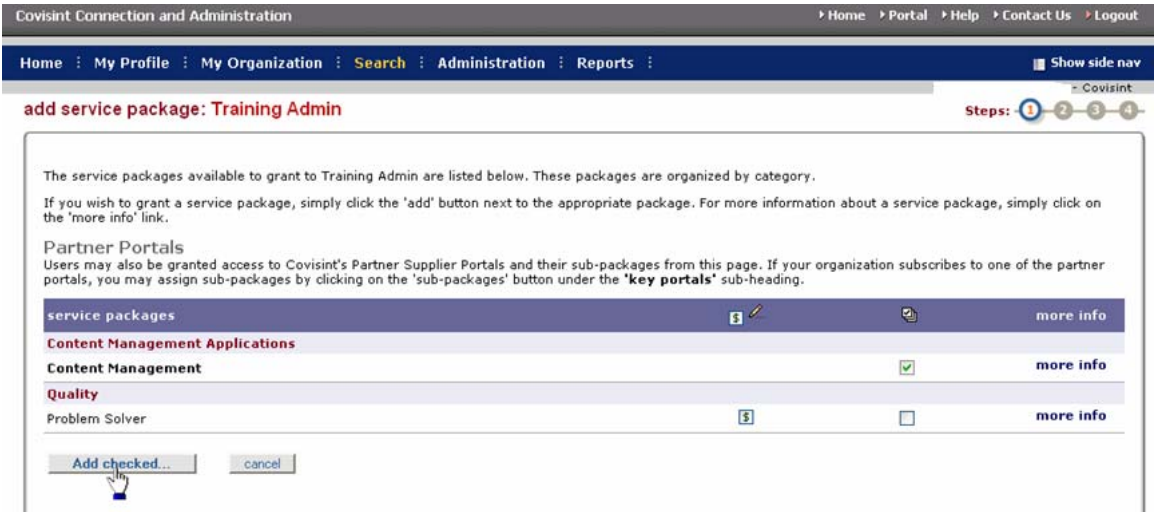 Covisint Connection and Administration
Home Portal Help Contact Us Logout
Home My Profile My Organization Search Administration Reports Show side nav
- Covisint
add service package: Training Admin
Steps: 1 2 3 4
The service packages available to grant to Training Admin are listed below. These packages are organized by category.
If you wish to grant a service package, simply click the 'add' button next to the appropriate package. For more information about a service package, simply click on
the 'more info' link.
Partner Portals
Users may also be granted access to Covisint's Partner Supplier Portals and their sub-packages from this page. If your organization subscribes to one of the partner
portals, you may assign sub-packages by clicking on the 'sub-packages' button under the 'key portals' sub-heading.
service packages $ more info
Content Management Applications
Content Management more info
Quality
Problem Solver $ more info
Add checked... cancel